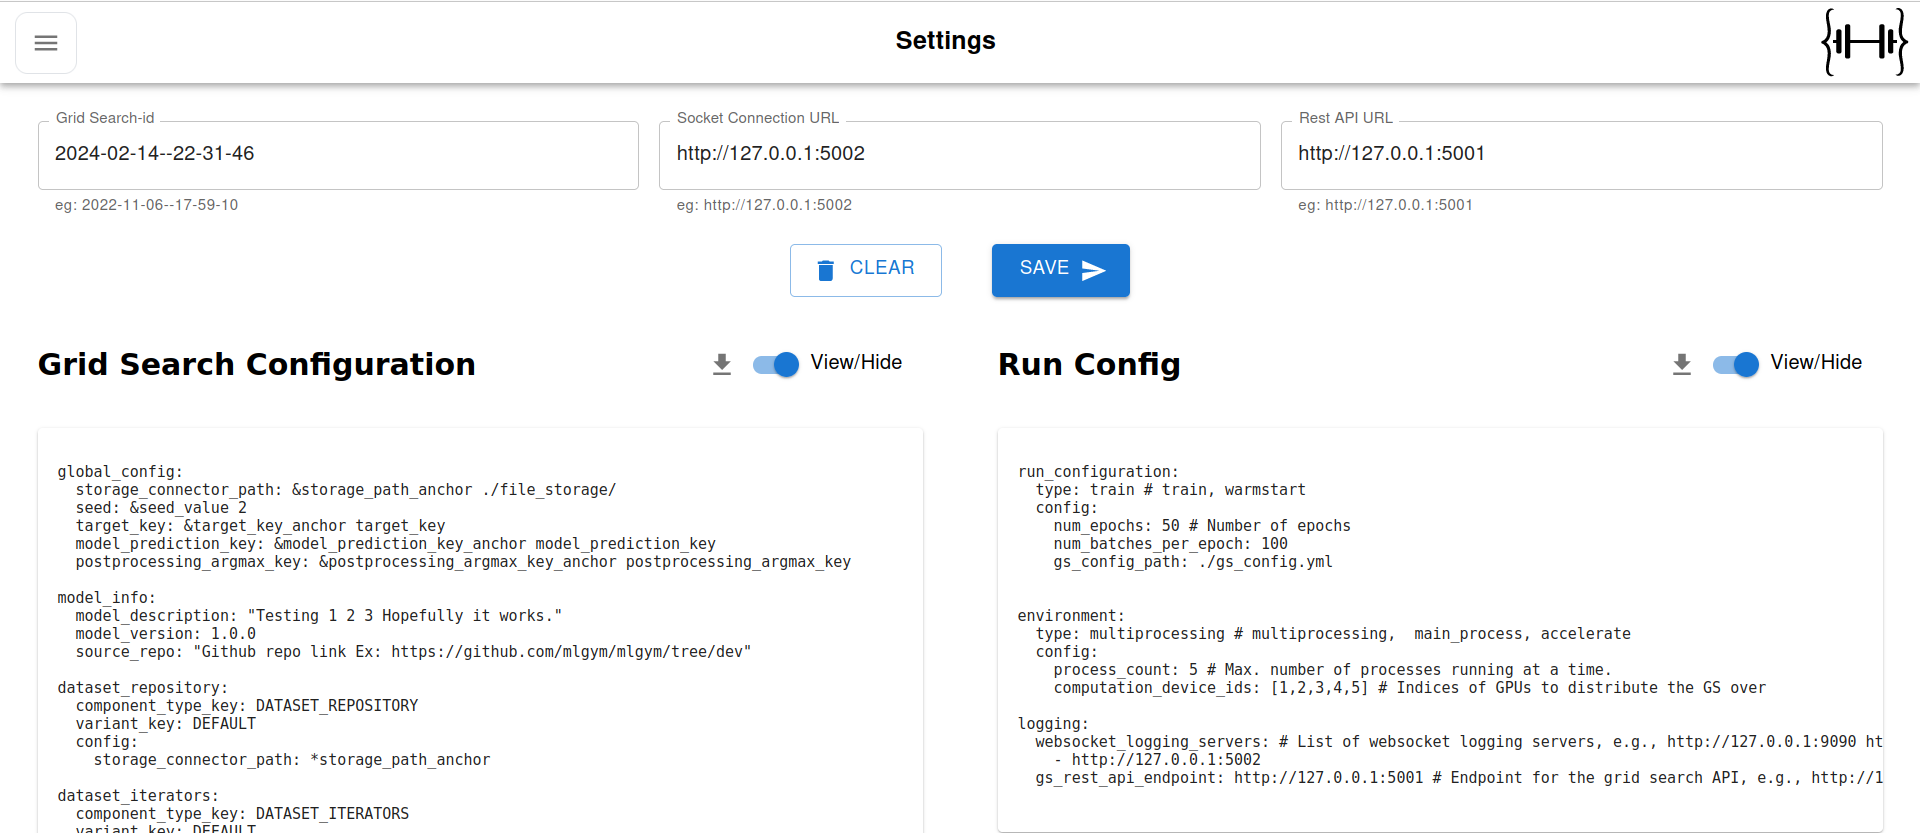 Settings
Grid Search-id
2024-02-14--22-31-46
eg: 2022-11-06--17-59-10
Socket Connection URL
http://127.0.0.1:5002
eg: http://127.0.0.1:5002
Rest API URL
http://127.0.0.1:5001
eg: http://127.0.0.1:5001
CLEAR
SAVE
Grid Search Configuration
View/Hide
global_config:
  storage_connector_path: &storage_path_anchor ./file_storage/
  seed: &seed_value 2
  target_key: &target_key_anchor target_key
  model_prediction_key: &model_prediction_key_anchor model_prediction_key
  postprocessing_argmax_key: &postprocessing_argmax_key_anchor postprocessing_argmax_key
model_info:
  model_description: "Testing 1 2 3 Hopefully it works."
  model_version: 1.0.0
  source_repo: "Github repo link Ex: https://github.com/mlgym/mlgym/tree/dev"
dataset_repository:
  component_type_key: DATASET_REPOSITORY
  variant_key: DEFAULT
  config:
    storage_connector_path: *storage_path_anchor
dataset_iterators:
  component_type_key: DATASET_ITERATORS
  variant_key: DEFAULT
Run Config
View/Hide
run_configuration:
  type: train # train, warmstart
  config:
    num_epochs: 50 # Number of epochs
    num_batches_per_epoch: 100
    gs_config_path: ./gs_config.yml
environment:
  type: multiprocessing # multiprocessing,  main_process, accelerate
  config:
    process_count: 5 # Max. number of processes running at a time.
    computation_device_ids: [1,2,3,4,5] # Indices of GPUs to distribute the GS over
logging:
  websocket_logging_servers: # List of websocket logging servers, e.g., http://127.0.0.1:9090 ht
    - http://127.0.0.1:5002
  gs_rest_api_endpoint: http://127.0.0.1:5001 # Endpoint for the grid search API, e.g., http://1